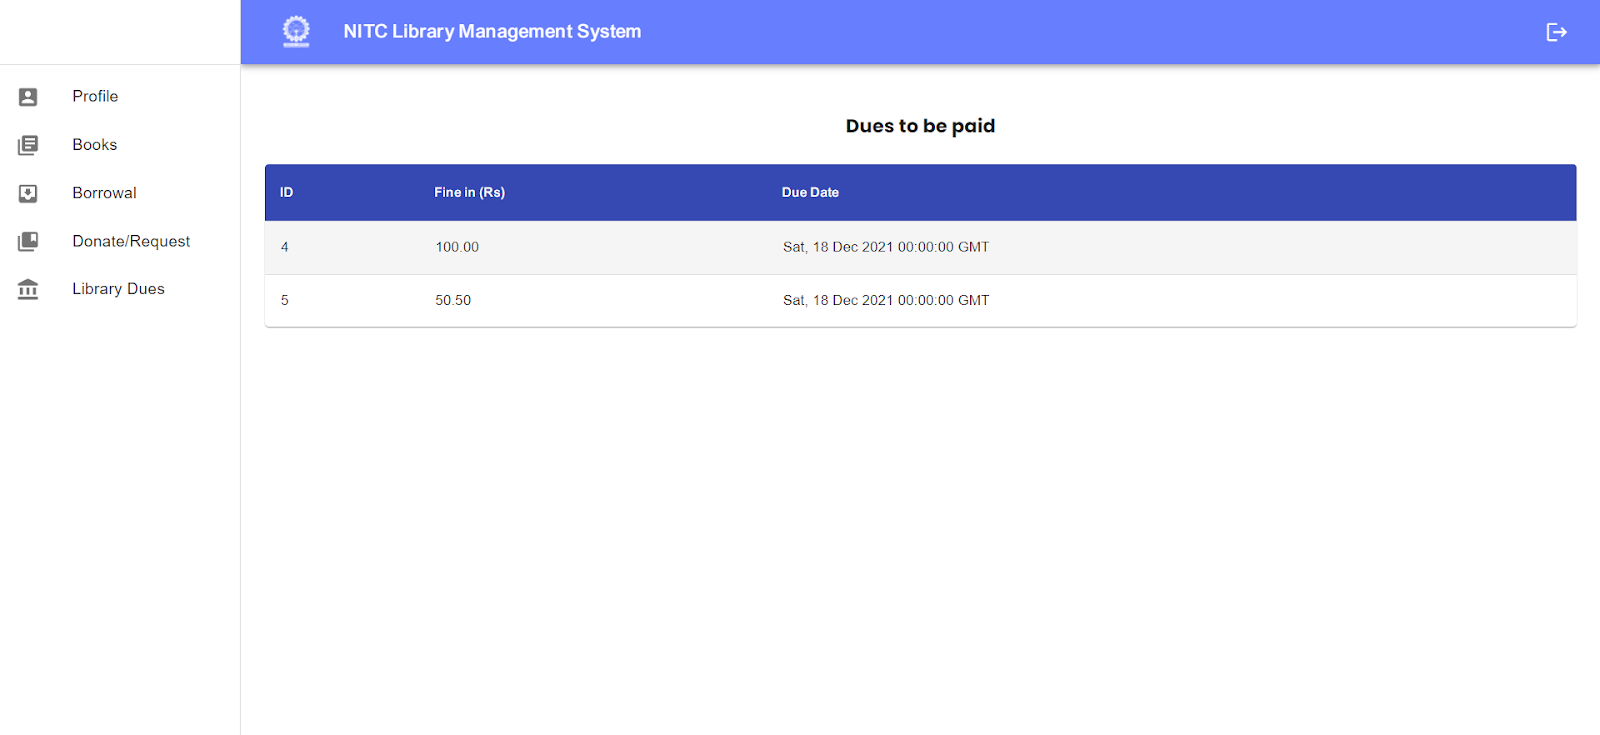 NITC Library Management System
Profile
Books
Borrowal
Donate/Request
Library Dues
Dues to be paid
ID Fine in (Rs) Due Date
4 100.00 Sat, 18 Dec 2021 00:00:00 GMT
5 50.50 Sat, 18 Dec 2021 00:00:00 GMT